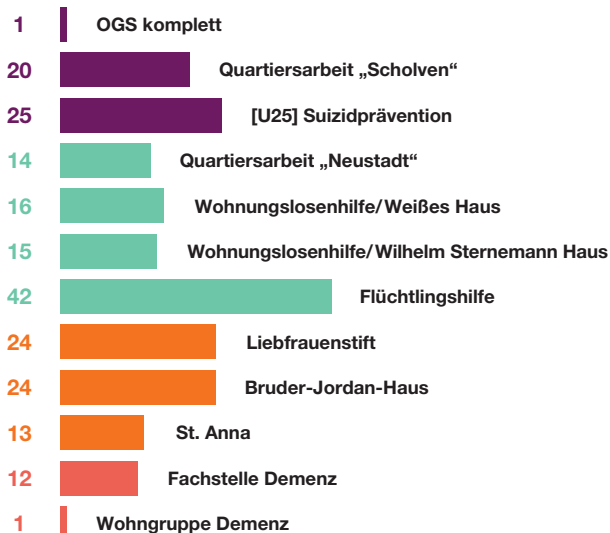 1 OGS komplett
20 Quartiersarbeit „Scholven“
25 [U25] Suizidprävention
14 Quartiersarbeit „Neustadt“
16 Wohnungslosenhilfe/Weißes Haus
15 Wohnungslosenhilfe/Wilhelm Sternemann Haus
42 Flüchtlingshilfe
24 Liebfrauenstift
24 Bruder-Jordan-Haus
13 St. Anna
12 Fachstelle Demenz
1 Wohngruppe Demenz